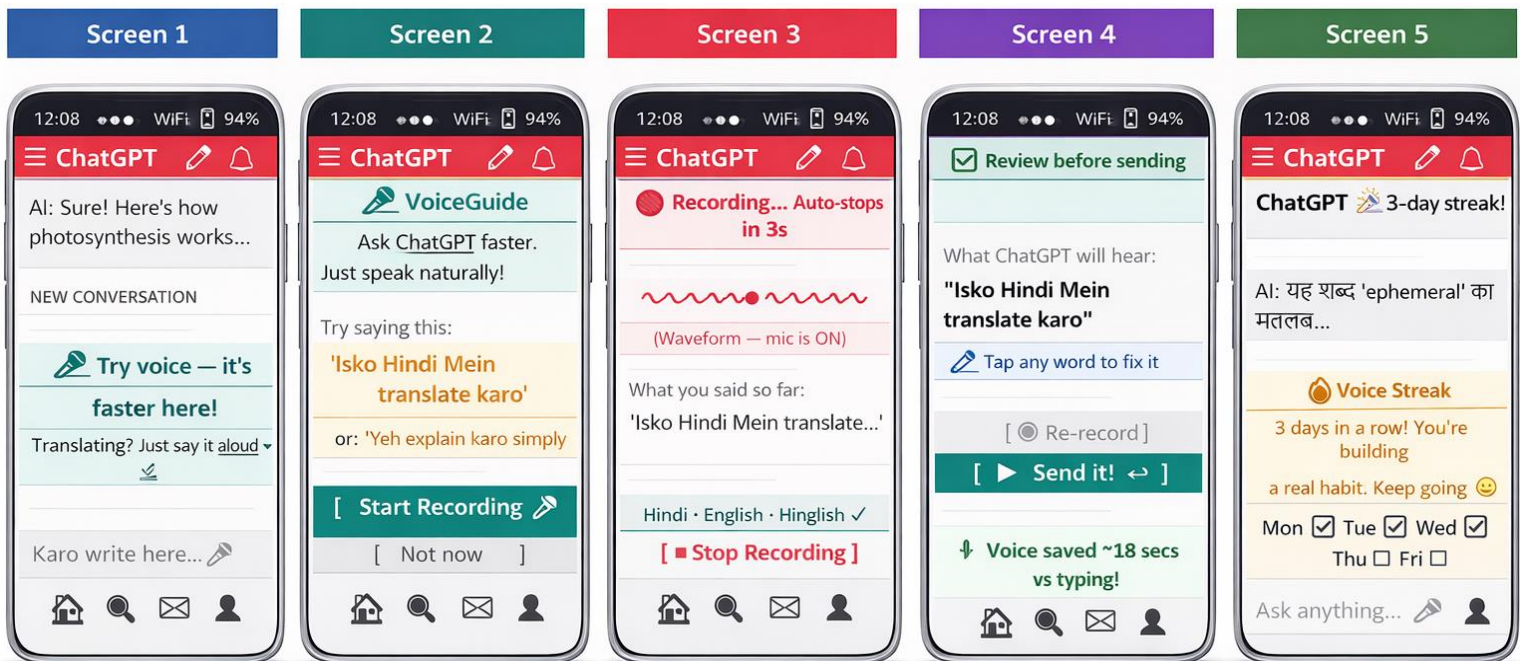 Screen 1
12:08 WiFi 94%
ChatGPT
AI: Sure! Here's how
photosynthesis works...
NEW CONVERSATION
Try voice — it's
faster here!
Translating? Just say it aloud
Karo write here...
Screen 2
12:08 WiFi 94%
ChatGPT
VoiceGuide
Ask ChatGPT faster.
Just speak naturally!
Try saying this:
'Isko Hindi Mein
translate karo'
or: 'Yeh explain karo simply
[ Start Recording
[ Not now ]
Screen 3
12:08 WiFi 94%
ChatGPT
Recording... Auto-stops
in 3s
(Waveform — mic is ON)
What you said so far:
'Isko Hindi Mein translate...'
Hindi · English · Hinglish ✓
[ ■ Stop Recording ]
Screen 4
12:08 WiFi 94%
Review before sending
What ChatGPT will hear:
"Isko Hindi Mein
translate karo"
Tap any word to fix it
[ Re-record ]
[ ▶ Send it! ↩ ]
Voice saved ~18 secs
vs typing!
Screen 5
12:08 WiFi 94%
ChatGPT
ChatGPT 🎉 3-day streak!
AI: यह शब्द 'ephemeral' का
मतलब...
Voice Streak
3 days in a row! You're
building
a real habit. Keep going 🙂
Mon ☑ Tue ☑ Wed ☑
Thu ☐ Fri ☐
Ask anything...